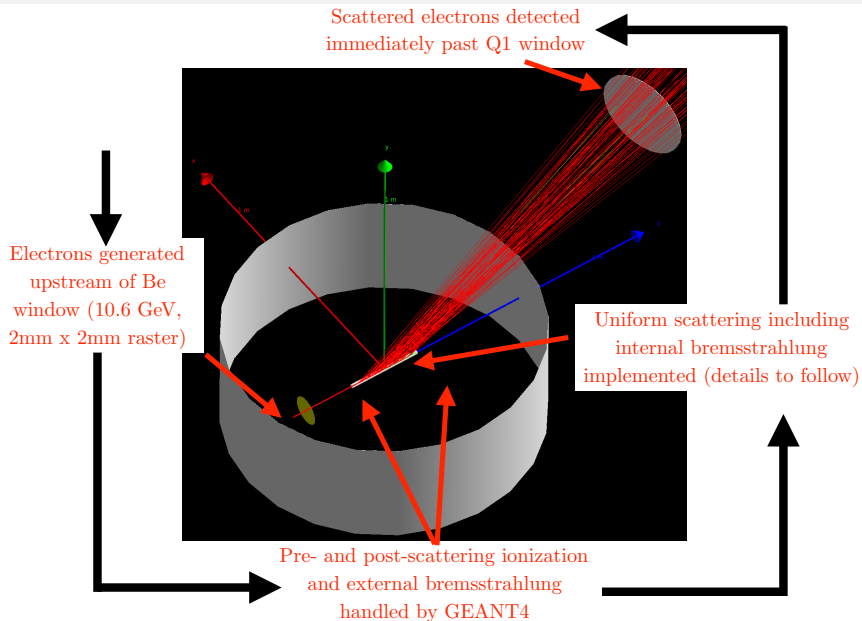 Scattered electrons detected
immediately past Q1 window
y
x
1 m
1 m
Electrons generated
upstream of Be
window (10.6 GeV,
2mm x 2mm raster)
Uniform scattering including
internal bremsstrahlung
implemented (details to follow)
Pre- and post-scattering ionization
and external bremsstrahlung
handled by GEANT4